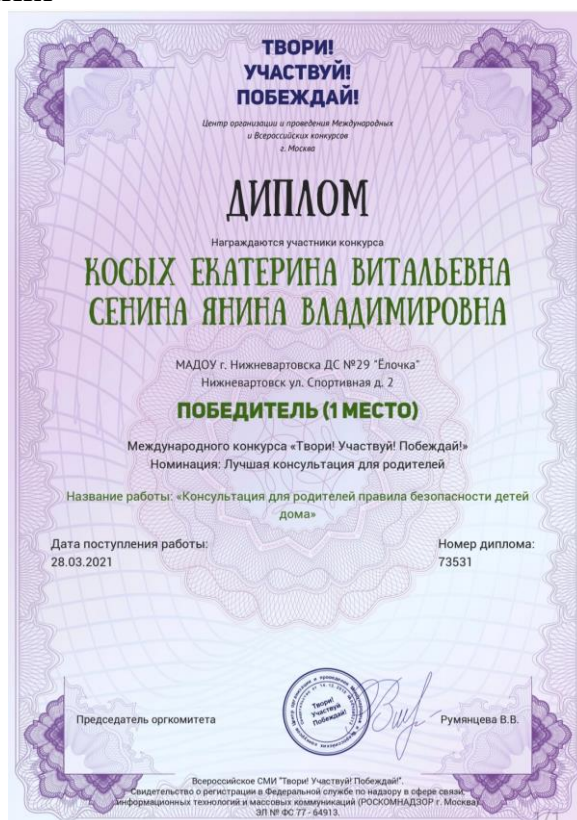 ТВОРИ!
УЧАСТВУЙ!
ПОБЕЖДАЙ!
Центр организации и проведения Международных
и Всероссийских конкурсов
г. Москва
ДИПЛОМ
Награждаются участники конкурса
КОСЫХ ЕКАТЕРИНА ВИТАЛЬЕВНА
СЕНИНА ЯНИНА ВЛАДИМИРОВНА
МАДОУ г. Нижневартовска ДС №29 "Ёлочка"
Нижневартовск ул. Спортивная д. 2
ПОБЕДИТЕЛЬ (1 МЕСТО)
Международного конкурса «Твори! Участвуй! Побеждай!»
Номинация: Лучшая консультация для родителей
Название работы: «Консультация для родителей правила безопасности детей
дома»
Дата поступления работы:
28.03.2021
Номер диплома:
73531
Твори!
Участвуй!
Побеждай!
Председатель оргкомитета
Румянцева В.В.
Всероссийское СМИ "Твори! Участвуй! Побеждай!".
Свидетельство о регистрации в Федеральной службе по надзору в сфере связи,
информационных технологий и массовых коммуникаций (РОСКОМНАДЗОР г. Москва)
ЭЛ № ФС 77 - 64913.